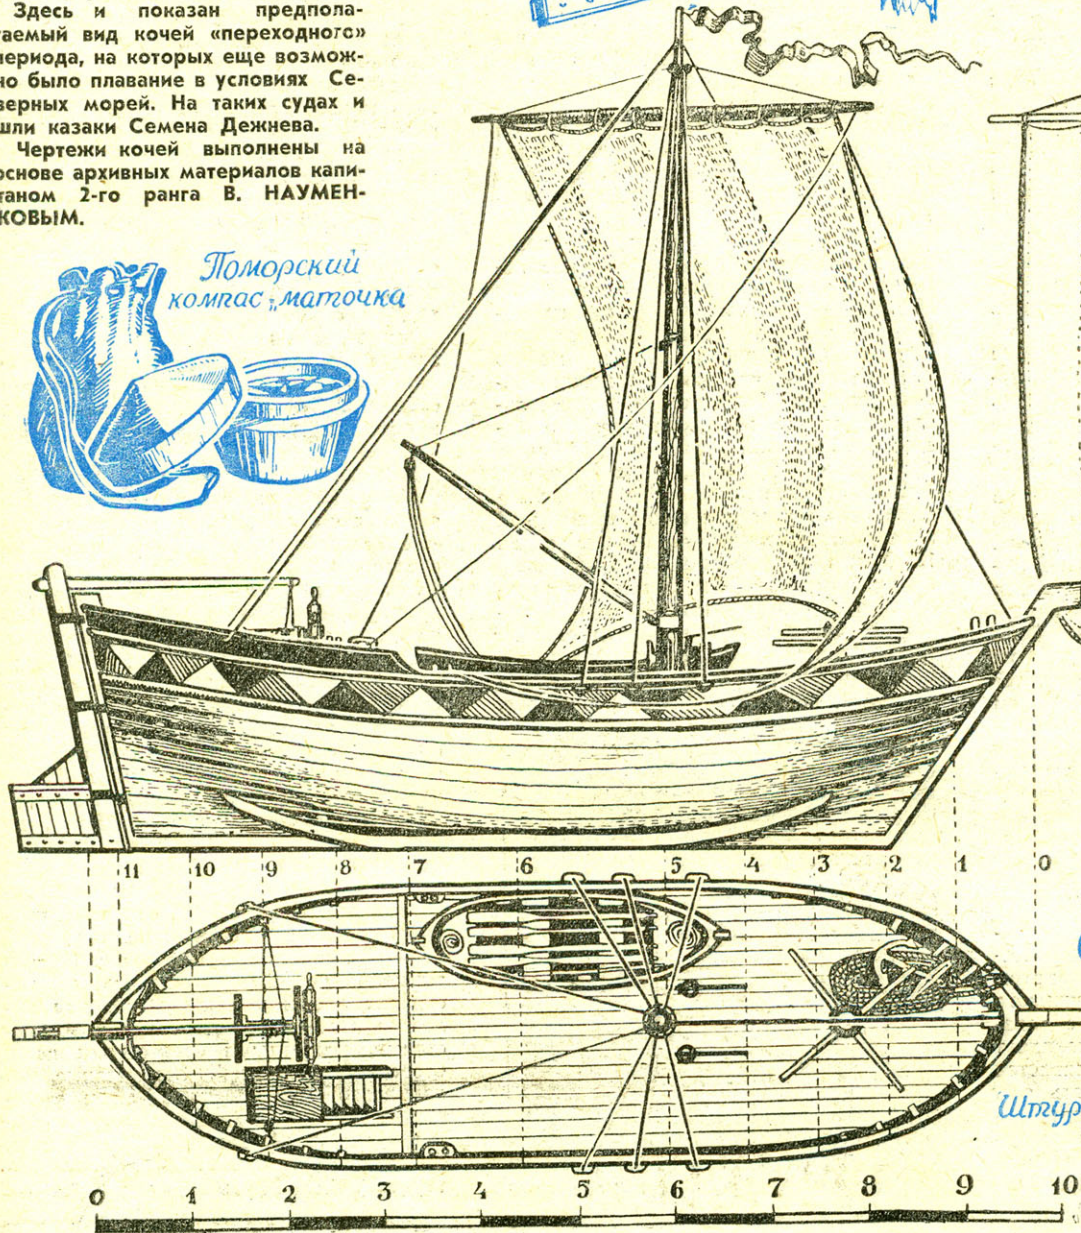 Здесь и показан предпола-
гаемый вид кочей «переходного»
периода, на которых еще возмож-
но было плавание в условиях Се-
верных морей. На таких судах и
шли казаки Семена Дежнева.
Чертежи кочей выполнены на
основе архивных материалов капи-
таном 2-го ранга В. НАУМЕН-
КОВЫМ.
Поморский
компас „маточка
11 10 9 8 7 6 5 4 3 2 1 0
Штур
0 1 2 3 4 5 6 7 8 9 10